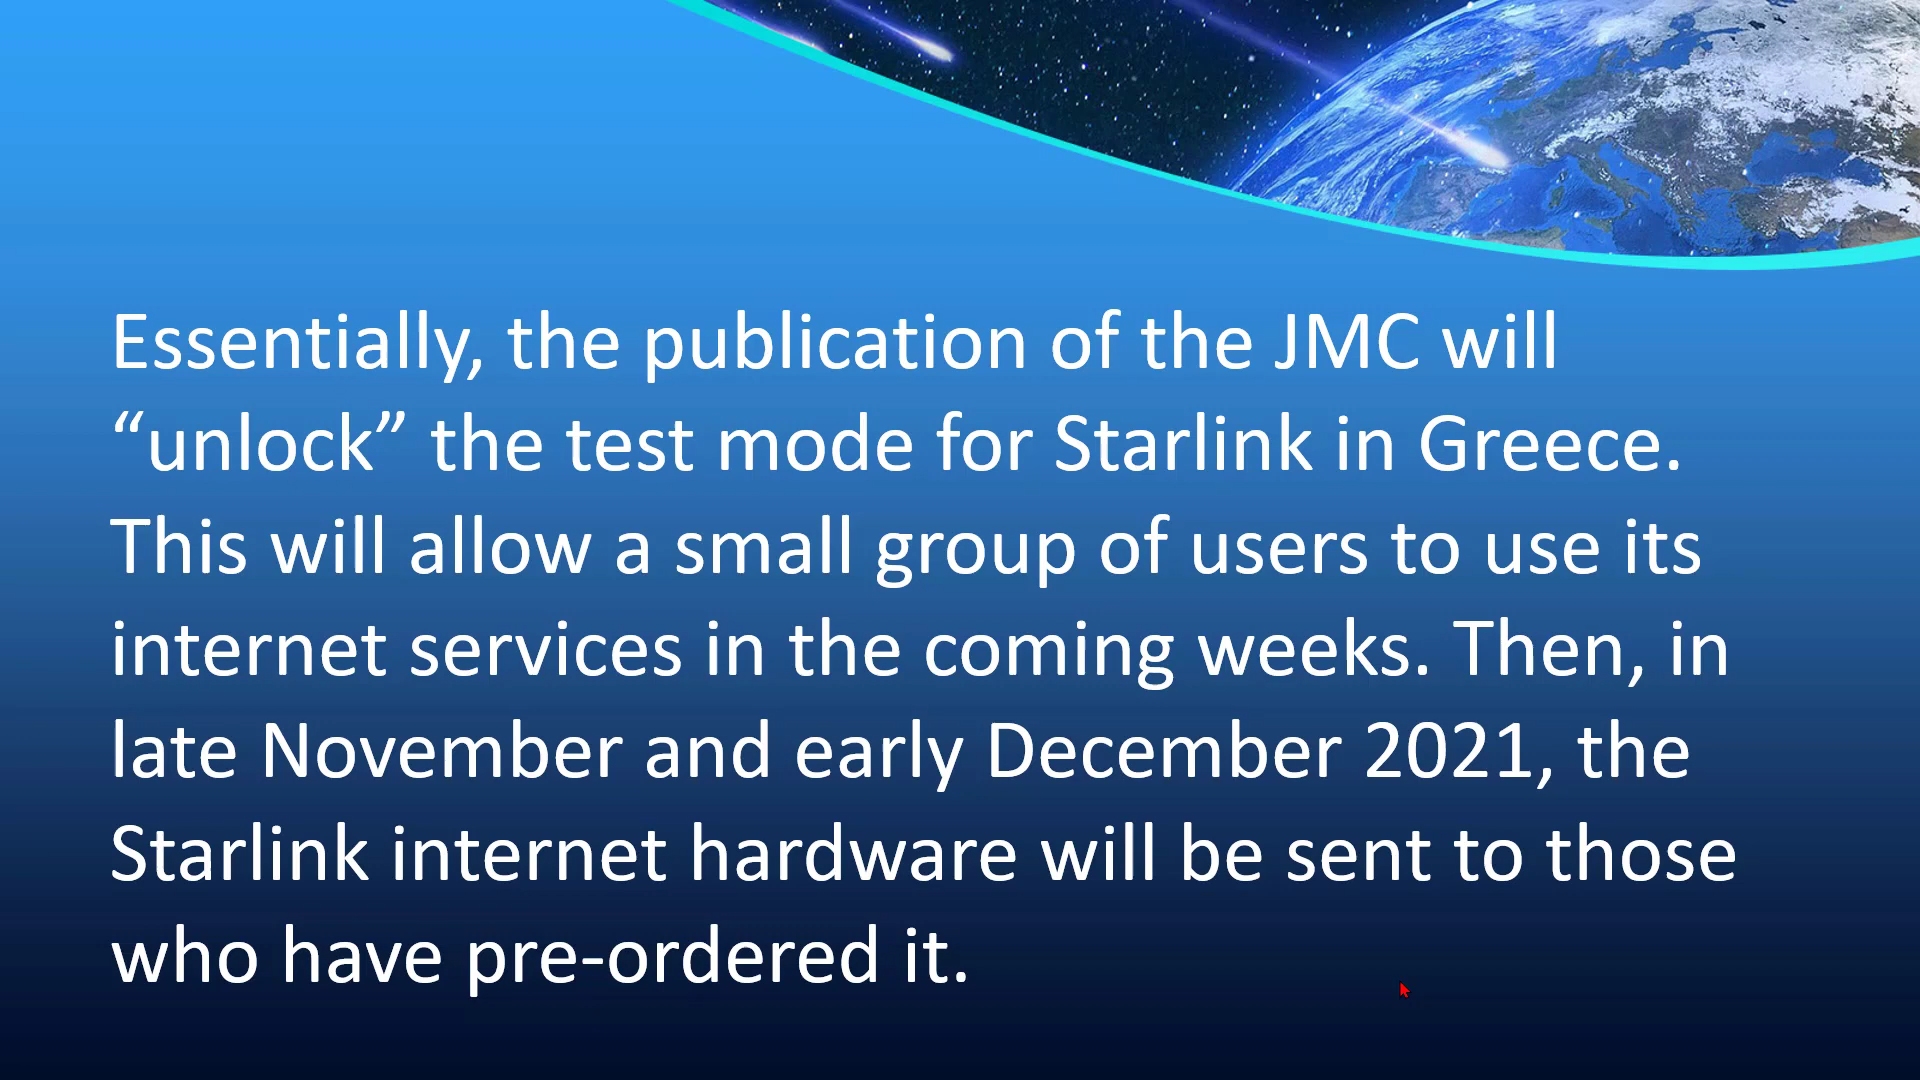 Essentially, the publication of the JMC will
“unlock” the test mode for Starlink in Greece.
This will allow a small group of users to use its
internet services in the coming weeks. Then, in
late November and early December 2021, the
Starlink internet hardware will be sent to those
who have pre-ordered it.